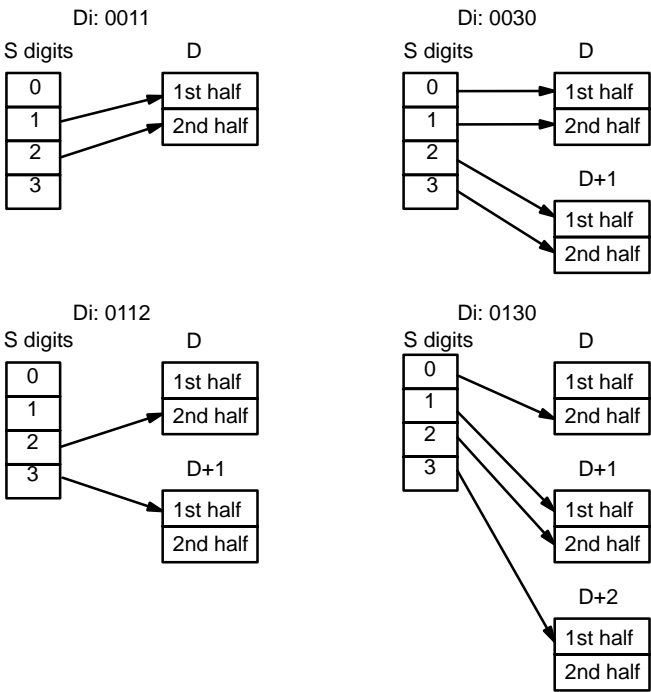 Di: 0011
S digits D
0
1
2
3
1st half
2nd half
Di: 0030
S digits D
0
1
2
3
1st half
2nd half
D+1
1st half
2nd half
Di: 0112
S digits D
0
1
2
3
1st half
2nd half
D+1
1st half
2nd half
Di: 0130
S digits D
0
1
2
3
1st half
2nd half
D+1
1st half
2nd half
D+2
1st half
2nd half